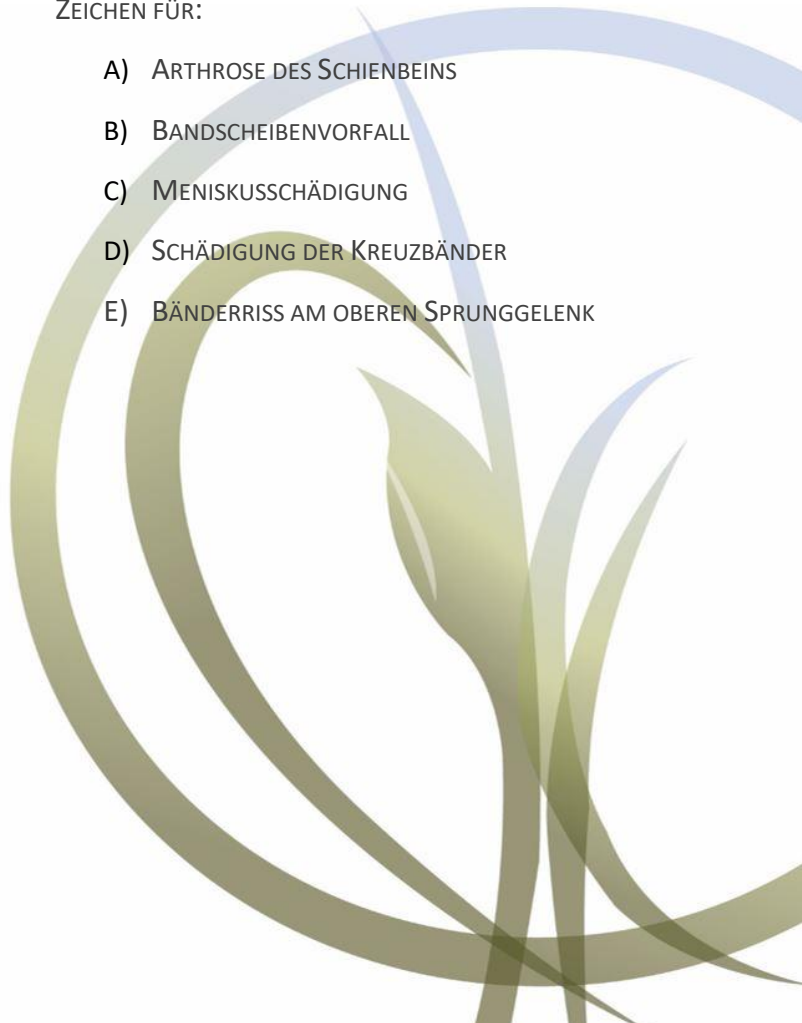 ZEICHEN FÜR:
A) ARTHROSE DES SCHIENBEINS
B) BANDSCHEIBENVORFALL
C) MENISKUSSCHÄDIGUNG
D) SCHÄDIGUNG DER KREUZBÄNDER
E) BÄNDERRISS AM OBEREN SPRUNGGELENK